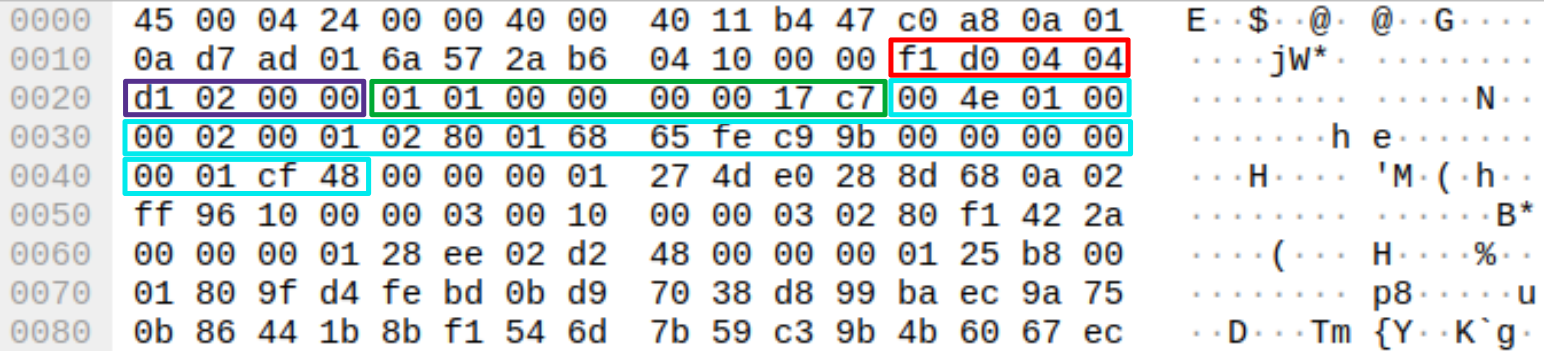 0000 45 00 04 24 00 00 40 00 40 11 b4 47 c0 a8 0a 01 E··$··@· @··G····
0010 0a d7 ad 01 6a 57 2a b6 04 10 00 00 f1 d0 04 04 ····jW*· ········
0020 d1 02 00 00 01 01 00 00 00 00 17 c7 00 4e 01 00 ········ ·····N··
0030 00 02 00 01 02 80 01 68 65 fe c9 9b 00 00 00 00 ·······h e·······
0040 00 01 cf 48 00 00 00 01 27 4d e0 28 8d 68 0a 02 ···H···· 'M·(·h··
0050 ff 96 10 00 00 03 00 10 00 00 03 02 80 f1 42 2a ········ ······B*
0060 00 00 00 01 28 ee 02 d2 48 00 00 00 01 25 b8 00 ····(··· H····%··
0070 01 80 9f d4 fe bd 0b d9 70 38 d8 99 ba ec 9a 75 ········ p8·····u
0080 0b 86 44 1b 8b f1 54 6d 7b 59 c3 9b 4b 60 67 ec ··D···Tm {Y··K`g·